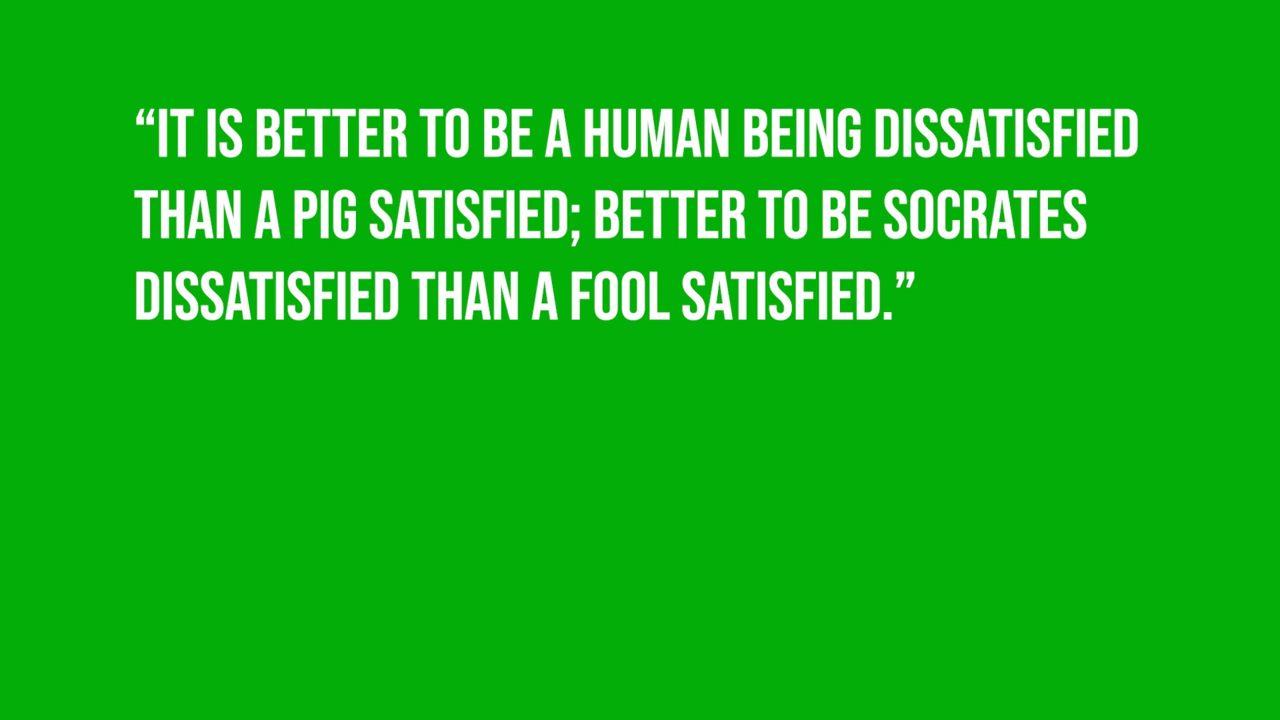 “IT IS BETTER TO BE A HUMAN BEING DISSATISFIED
THAN A PIG SATISFIED; BETTER TO BE SOCRATES
DISSATISFIED THAN A FOOL SATISFIED.”